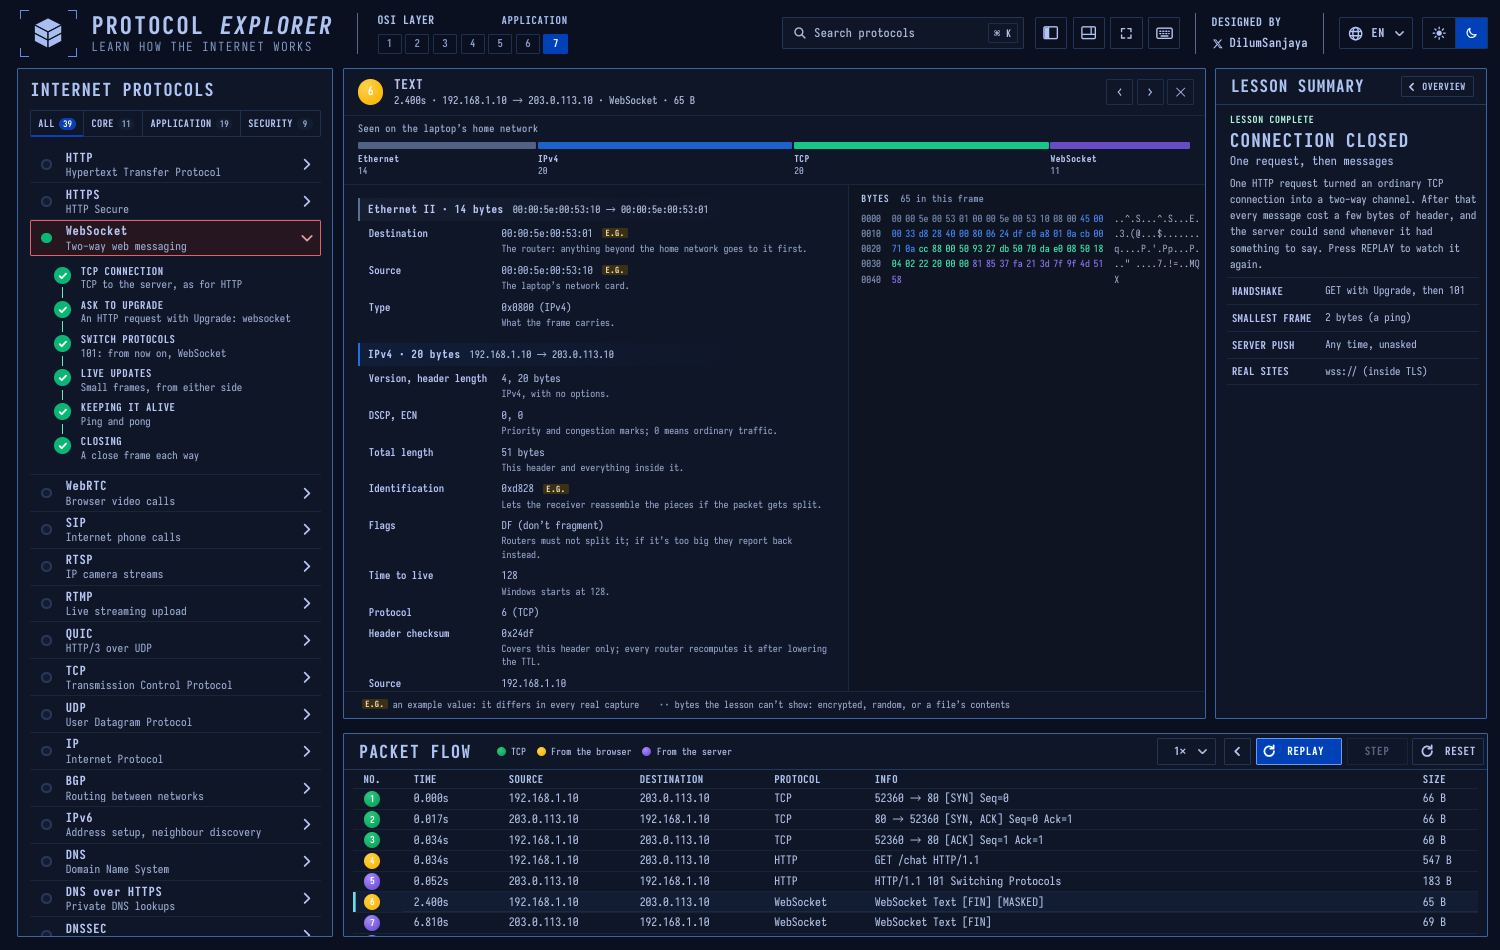 PROTOCOL EXPLORER
LEARN HOW THE INTERNET WORKS
OSI LAYER APPLICATION
1 2 3 4 5 6 7
Search protocols ⌘ K
DESIGNED BY
DilumSanjaya
EN
INTERNET PROTOCOLS
ALL 39 CORE 11 APPLICATION 19 SECURITY 9
HTTP
Hypertext Transfer Protocol
HTTPS
HTTP Secure
WebSocket
Two-way web messaging
TCP CONNECTION
TCP to the server, as for HTTP
ASK TO UPGRADE
An HTTP request with Upgrade: websocket
SWITCH PROTOCOLS
101: from now on, WebSocket
LIVE UPDATES
Small frames, from either side
KEEPING IT ALIVE
Ping and pong
CLOSING
A close frame each way
WebRTC
Browser video calls
SIP
Internet phone calls
RTSP
IP camera streams
RTMP
Live streaming upload
QUIC
HTTP/3 over UDP
TCP
Transmission Control Protocol
UDP
User Datagram Protocol
IP
Internet Protocol
BGP
Routing between networks
IPv6
Address setup, neighbour discovery
DNS
Domain Name System
DNS over HTTPS
Private DNS lookups
DNSSEC
6 TEXT
2.400s · 192.168.1.10 → 203.0.113.10 · WebSocket · 65 B
Seen on the laptop's home network
Ethernet IPv4 TCP WebSocket
14 20 20 11
Ethernet II · 14 bytes 00:00:5e:00:53:10 → 00:00:5e:00:53:01
Destination 00:00:5e:00:53:01 E.G.
The router: anything beyond the home network goes to it first.
Source 00:00:5e:00:53:10 E.G.
The laptop's network card.
Type 0x0800 (IPv4)
What the frame carries.
IPv4 · 20 bytes 192.168.1.10 → 203.0.113.10
Version, header length 4, 20 bytes
IPv4, with no options.
DSCP, ECN 0, 0
Priority and congestion marks; 0 means ordinary traffic.
Total length 51 bytes
This header and everything inside it.
Identification 0xd828 E.G.
Lets the receiver reassemble the pieces if the packet gets split.
Flags DF (don't fragment)
Routers must not split it; if it's too big they report back
instead.
Time to live 128
Windows starts at 128.
Protocol 6 (TCP)
Header checksum 0x24df
Covers this header only; every router recomputes it after lowering
the TTL.
Source 192.168.1.10
BYTES 65 in this frame
0000 00 00 5e 00 53 01 00 00 5e 00 53 10 08 00 45 00 ..^.S...^.S...E.
0010 00 33 d8 28 40 00 80 06 24 df c0 a8 01 0a cb 00 .3.(@...$.......
0020 71 0a cc 88 00 50 93 27 db 50 70 da e0 08 50 18 q....P.'.Pp...P.
0030 04 02 22 20 00 00 81 85 37 fa 21 3d 7f 9f 4d 51 .." ....7.!=..MQ
0040 58 X
E.G. an example value: it differs in every real capture ·· bytes the lesson can't show: encrypted, random, or a file's contents
LESSON SUMMARY OVERVIEW
LESSON COMPLETE
CONNECTION CLOSED
One request, then messages
One HTTP request turned an ordinary TCP
connection into a two-way channel. After that
every message cost a few bytes of header, and
the server could send whenever it had
something to say. Press REPLAY to watch it
again.
HANDSHAKE GET with Upgrade, then 101
SMALLEST FRAME 2 bytes (a ping)
SERVER PUSH Any time, unasked
REAL SITES wss:// (inside TLS)
PACKET FLOW TCP From the browser From the server 1× REPLAY STEP RESET
NO. TIME SOURCE DESTINATION PROTOCOL INFO SIZE
1 0.000s 192.168.1.10 203.0.113.10 TCP 52360 → 80 [SYN] Seq=0 66 B
2 0.017s 203.0.113.10 192.168.1.10 TCP 80 → 52360 [SYN, ACK] Seq=0 Ack=1 66 B
3 0.034s 192.168.1.10 203.0.113.10 TCP 52360 → 80 [ACK] Seq=1 Ack=1 60 B
4 0.034s 192.168.1.10 203.0.113.10 HTTP GET /chat HTTP/1.1 547 B
5 0.052s 203.0.113.10 192.168.1.10 HTTP HTTP/1.1 101 Switching Protocols 183 B
6 2.400s 192.168.1.10 203.0.113.10 WebSocket WebSocket Text [FIN] [MASKED] 65 B
7 6.810s 203.0.113.10 192.168.1.10 WebSocket WebSocket Text [FIN] 69 B